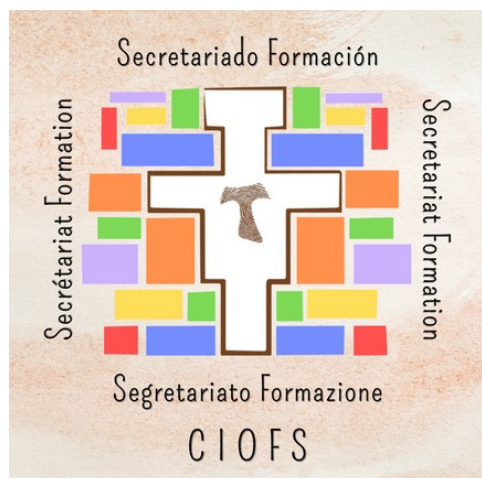 Secretariado Formación
Secrétariat Formation
Secretariat Formation
Segretariato Formazione
CIOFS